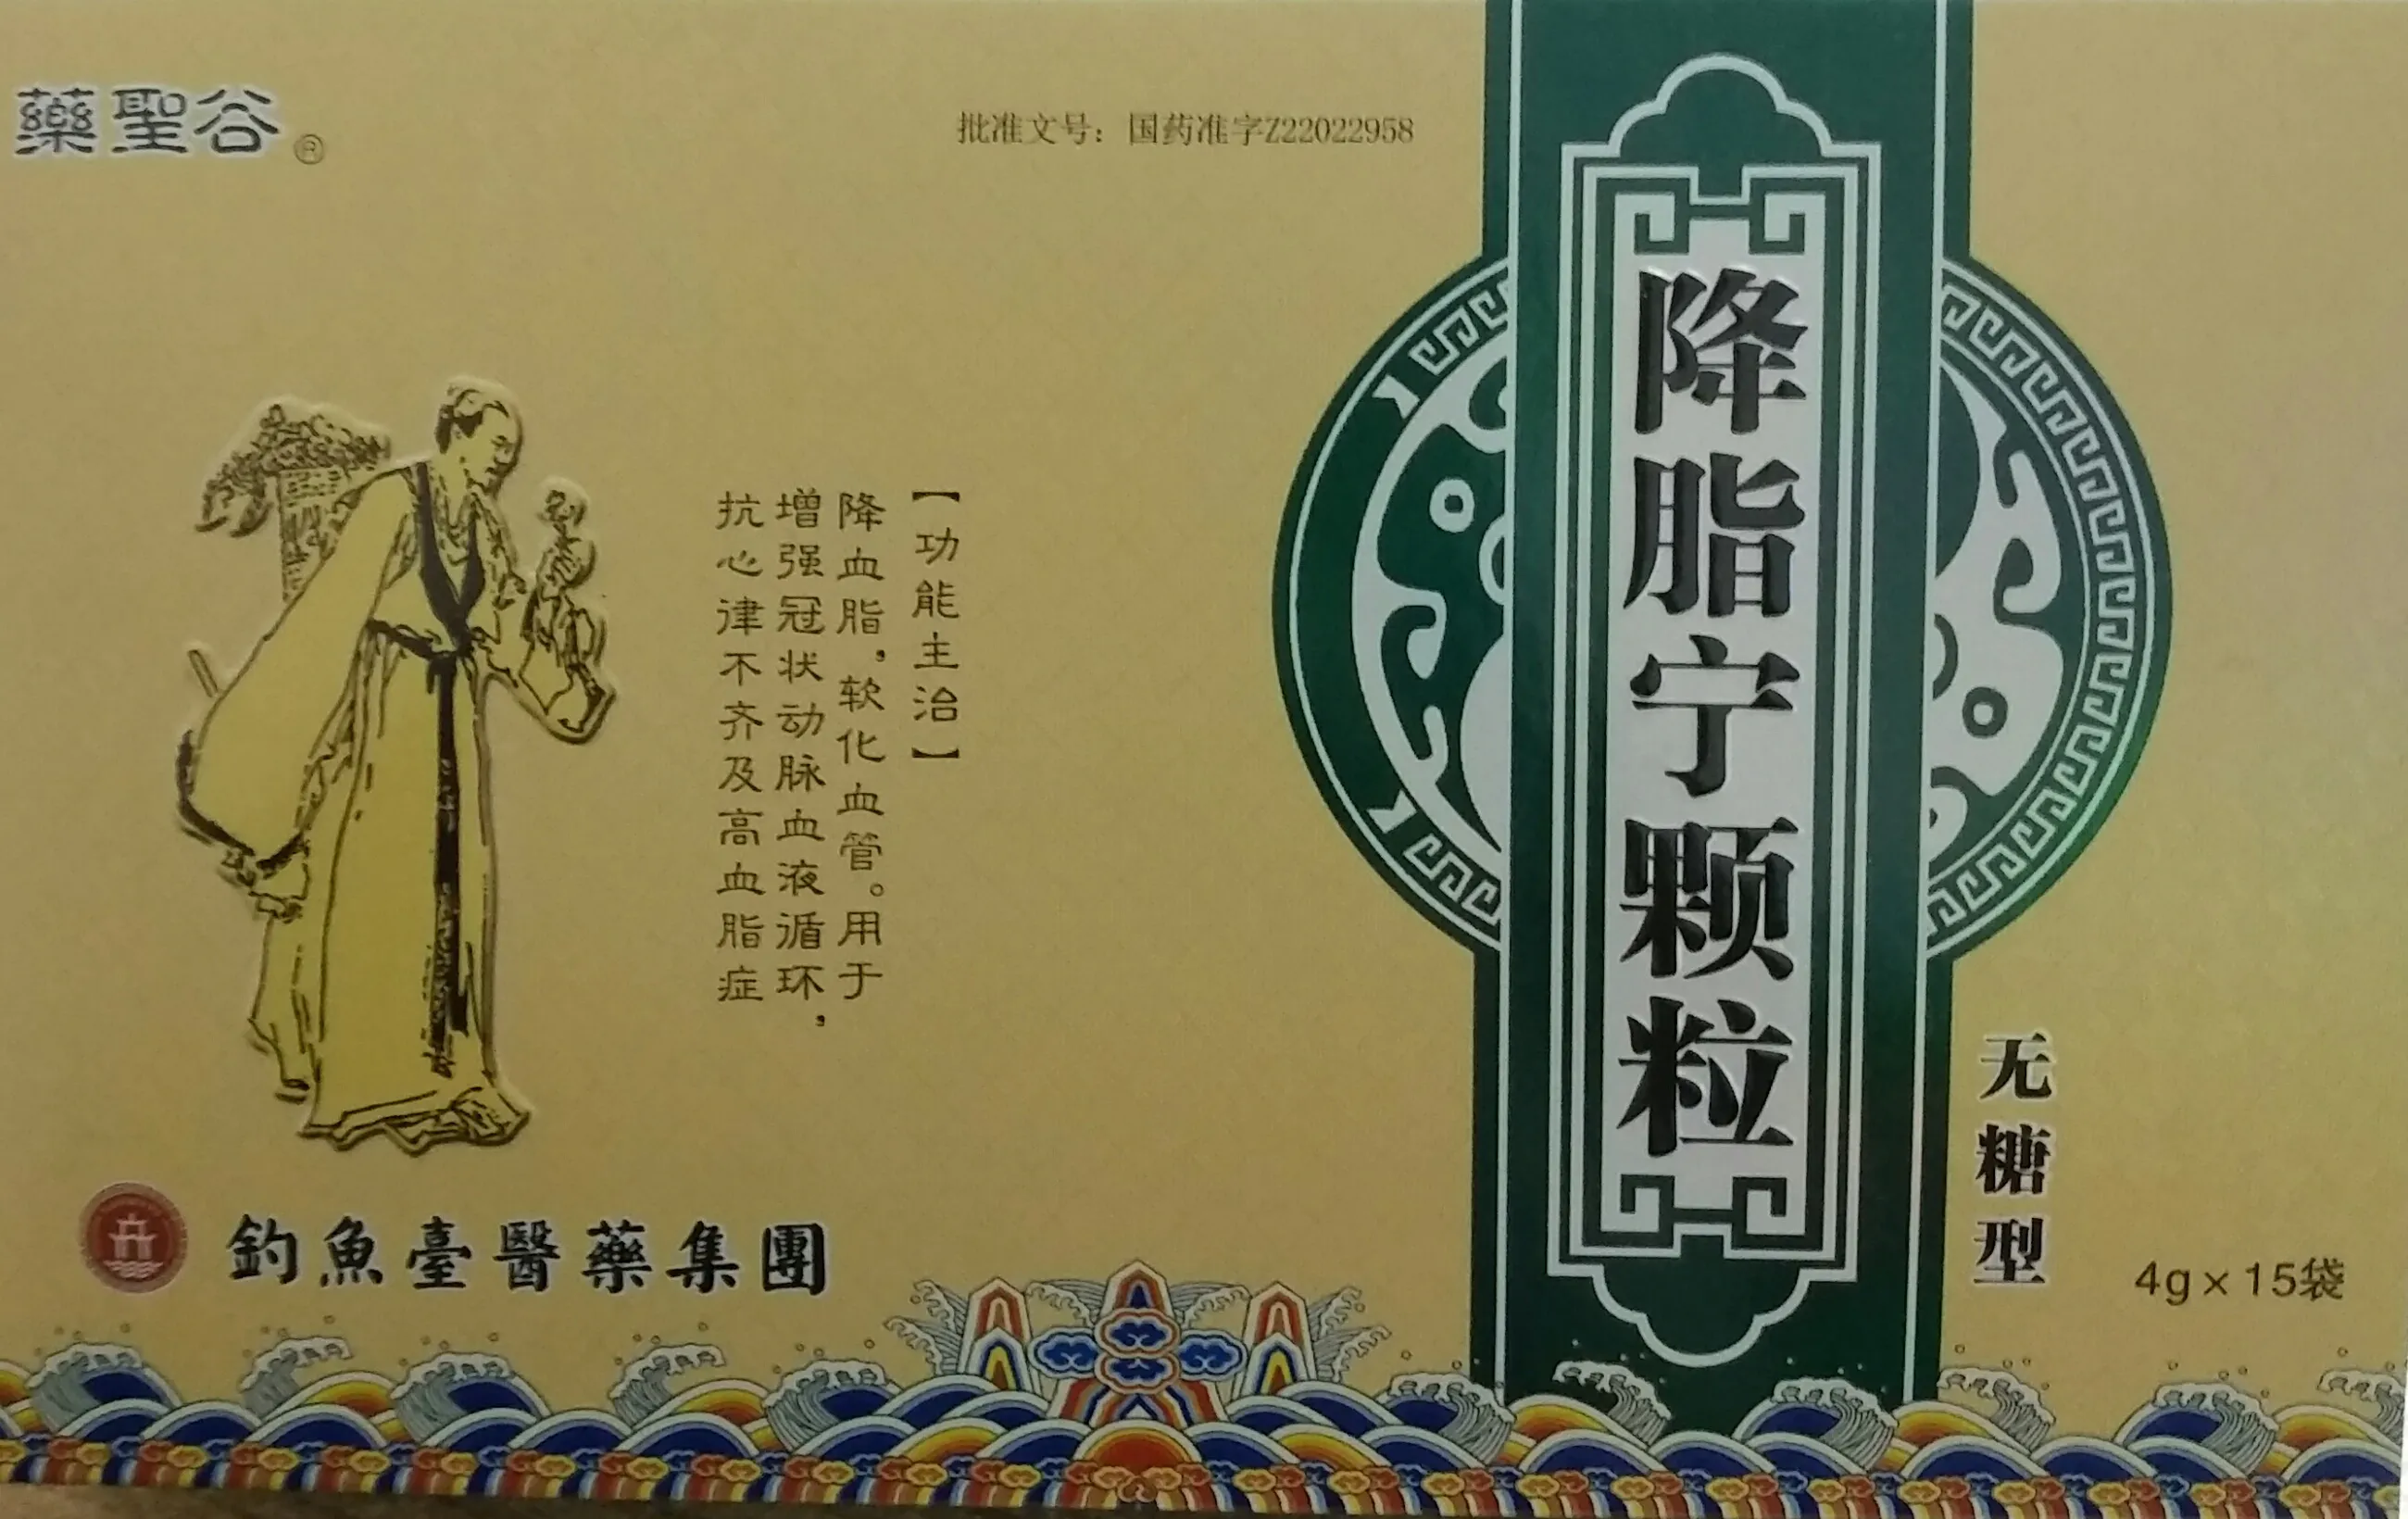 藥聖谷®
批准文号：国药准字Z22022958
降脂宁颗粒
无糖型
4g×15袋
【功能主治】
降血脂，软化血管。用于
增强冠状动脉血液循环，
抗心律不齐及高血脂症
釣魚臺醫藥集團